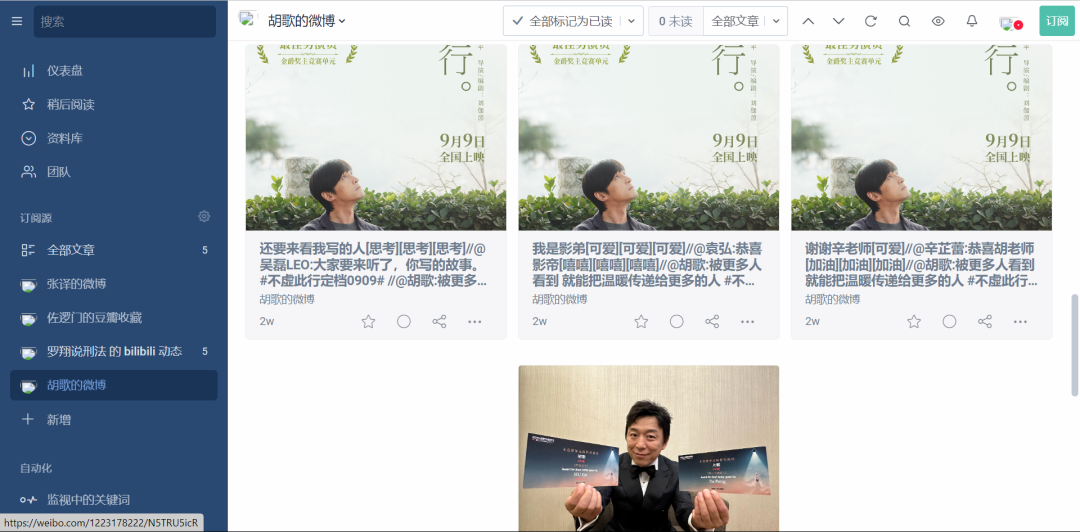 搜索
仪表盘
稍后阅读
资料库
团队
订阅源
全部文章 5
张译的微博
佐逻门的豆瓣收藏
罗翔说刑法 的 bilibili 动态 5
胡歌的微博
新增
自动化
监视中的关键词
https://weibo.com/1223178222/N5TRU5icR
胡歌的微博
全部标记为已读
0 未读
全部文章
订阅
最佳男演员
金爵奖主竞赛单元
行。
9月9日
全国上映
最佳男演员
金爵奖主竞赛单元
行。
9月9日
全国上映
最佳男演员
金爵奖主竞赛单元
行。
9月9日
全国上映
还要来看我写的人[思考][思考][思考]//@
吴磊LEO:大家要来听了，你写的故事。
#不虚此行定档0909# //@胡歌:被更多...
胡歌的微博
2w
我是影弟[可爱][可爱][可爱]//@袁弘:恭喜
影帝[嘻嘻][嘻嘻][嘻嘻]//@胡歌:被更多人
看到 就能把温暖传递给更多的人 #不...
2w
谢谢辛老师[可爱]//@辛芷蕾:恭喜胡老师
[加油][加油][加油]//@胡歌:被更多人看到
就能把温暖传递给更多的人 #不虚此行...
胡歌的微博
2w